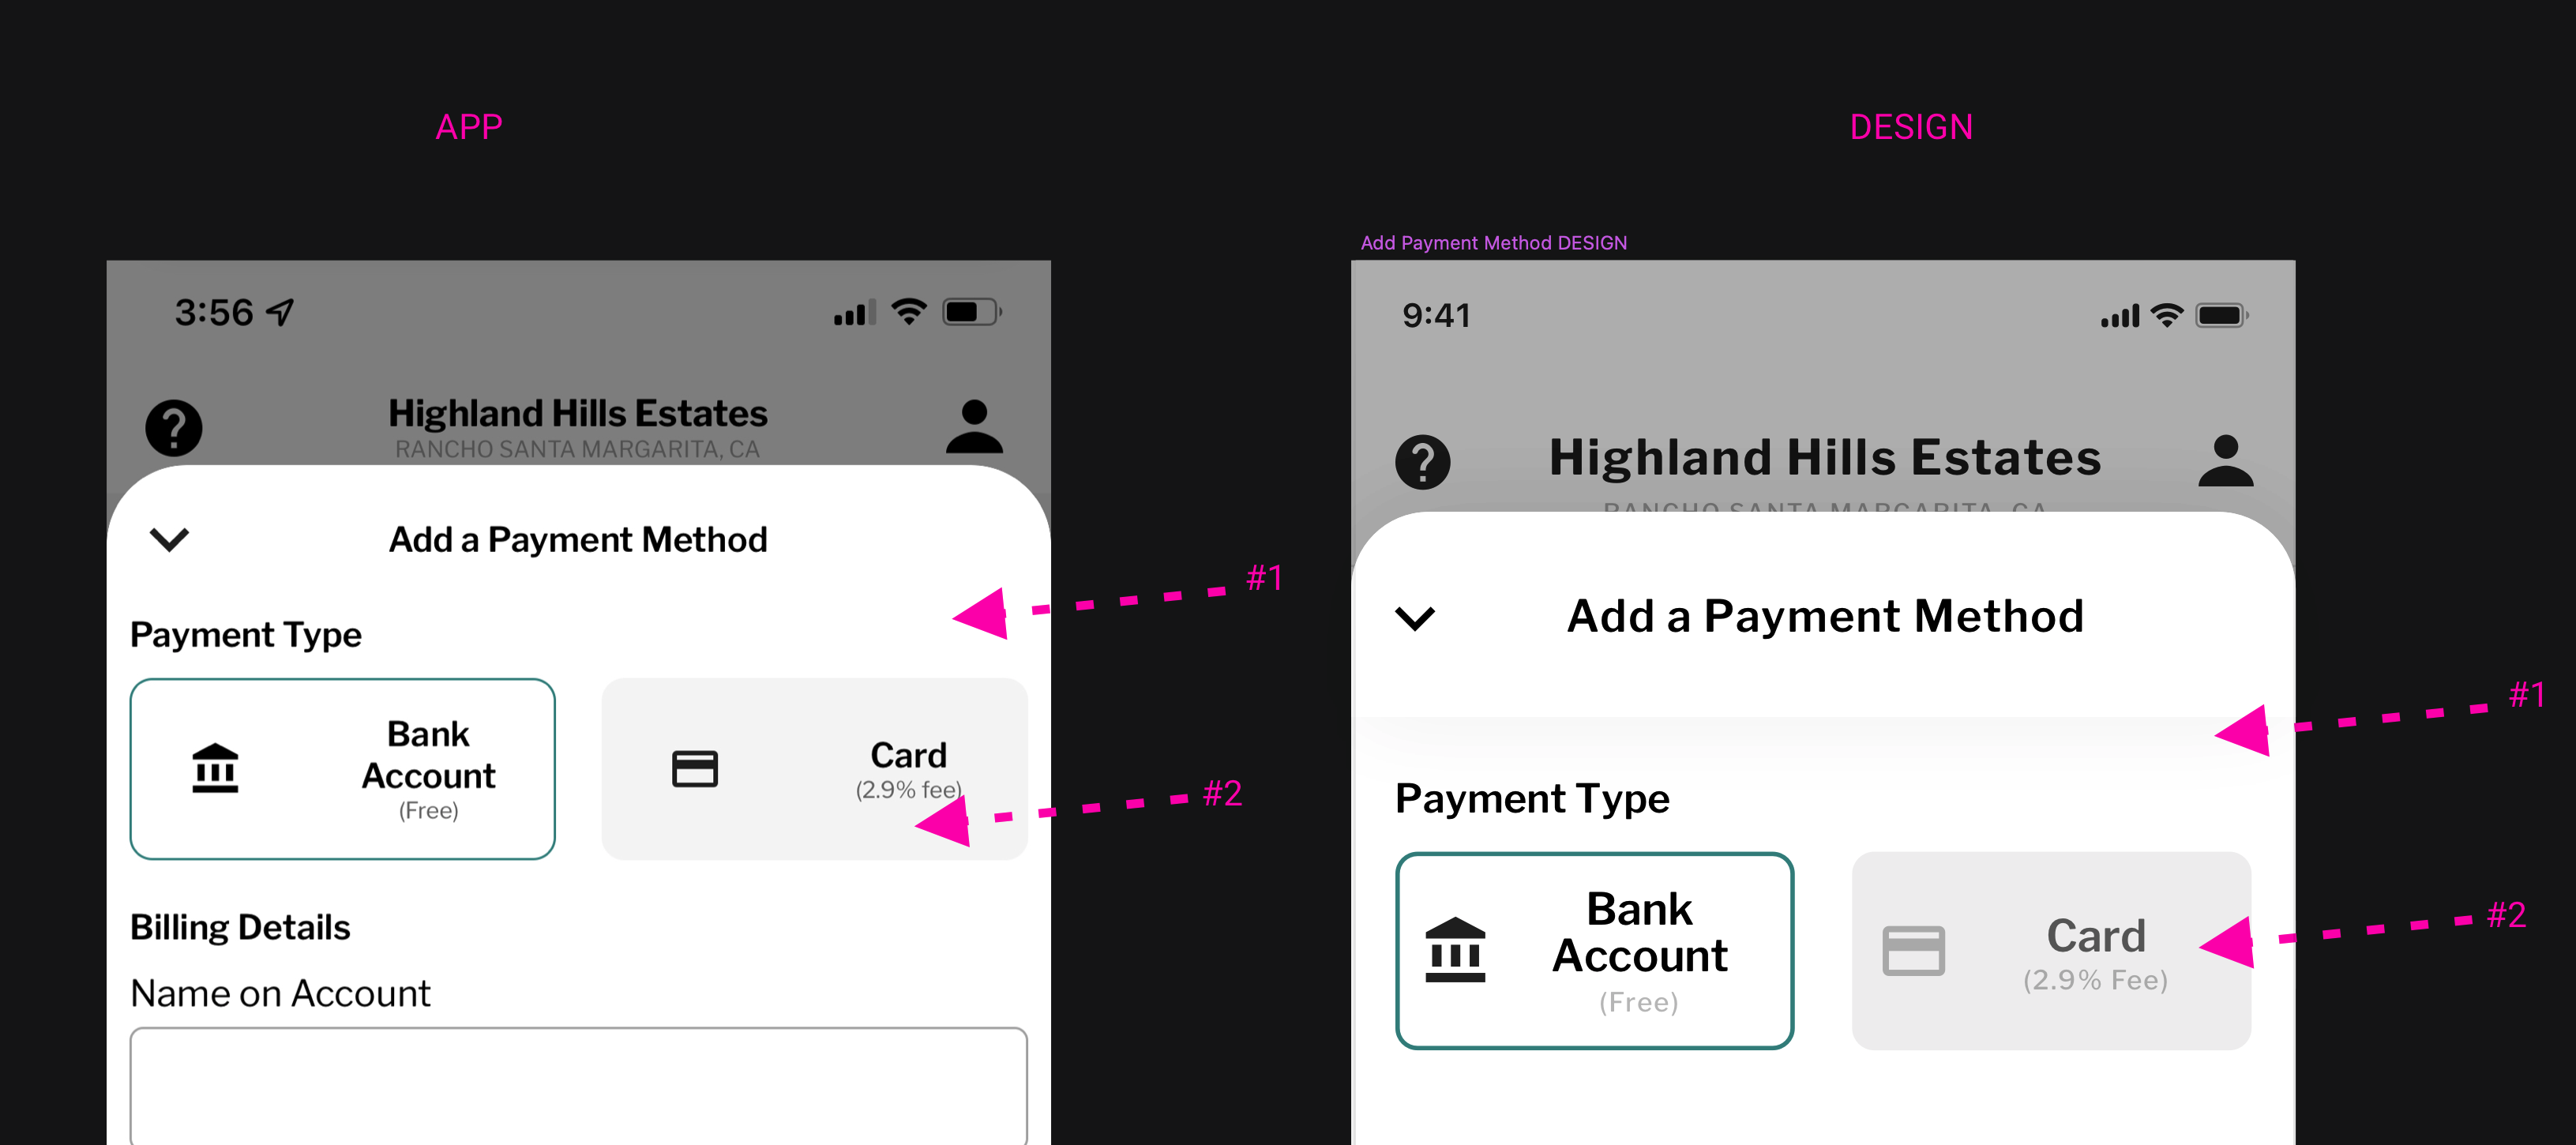 APP
DESIGN
Add Payment Method DESIGN
3:56
Highland Hills Estates
RANCHO SANTA MARGARITA, CA
Add a Payment Method
#1
Payment Type
Bank
Account
(Free)
Card
(2.9% fee)
#2
Billing Details
Name on Account
9:41
Highland Hills Estates
RANCHO SANTA MARGARITA, CA
Add a Payment Method
#1
Payment Type
Bank
Account
(Free)
Card
(2.9% Fee)
#2